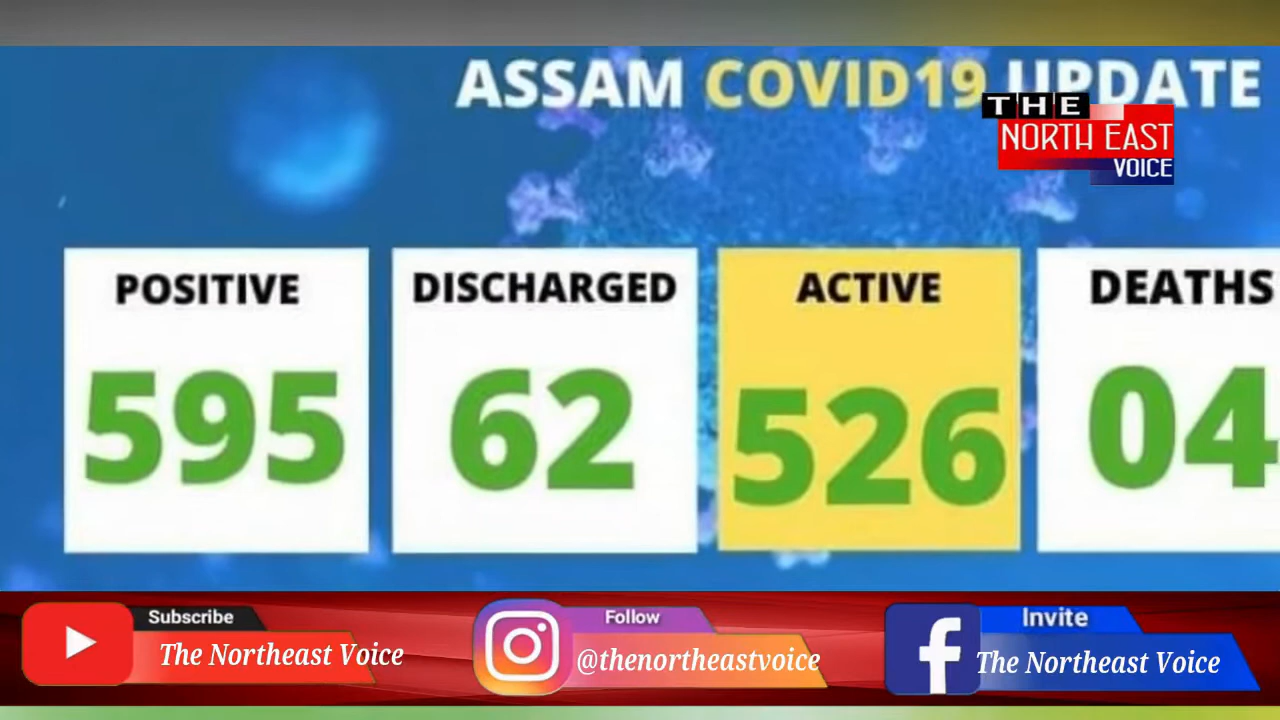 ASSAM COVID19 UPDATE
THE
NORTH EAST
VOICE
POSITIVE
595
DISCHARGED
62
ACTIVE
526
DEATHS
04
Subscribe
The Northeast Voice
Follow
@thenortheastvoice
Invite
The Northeast Voice